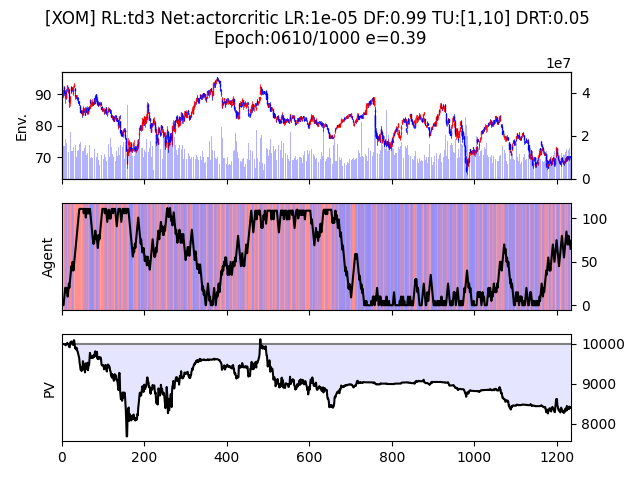 [XOM] RL:td3 Net:actorcritic LR:1e-05 DF:0.99 TU:[1,10] DRT:0.05
Epoch:0610/1000 e=0.39
1e7
Env.
90
80
70
4
2
0
Agent
100
50
0
PV
10000
9000
8000
0 200 400 600 800 1000 1200